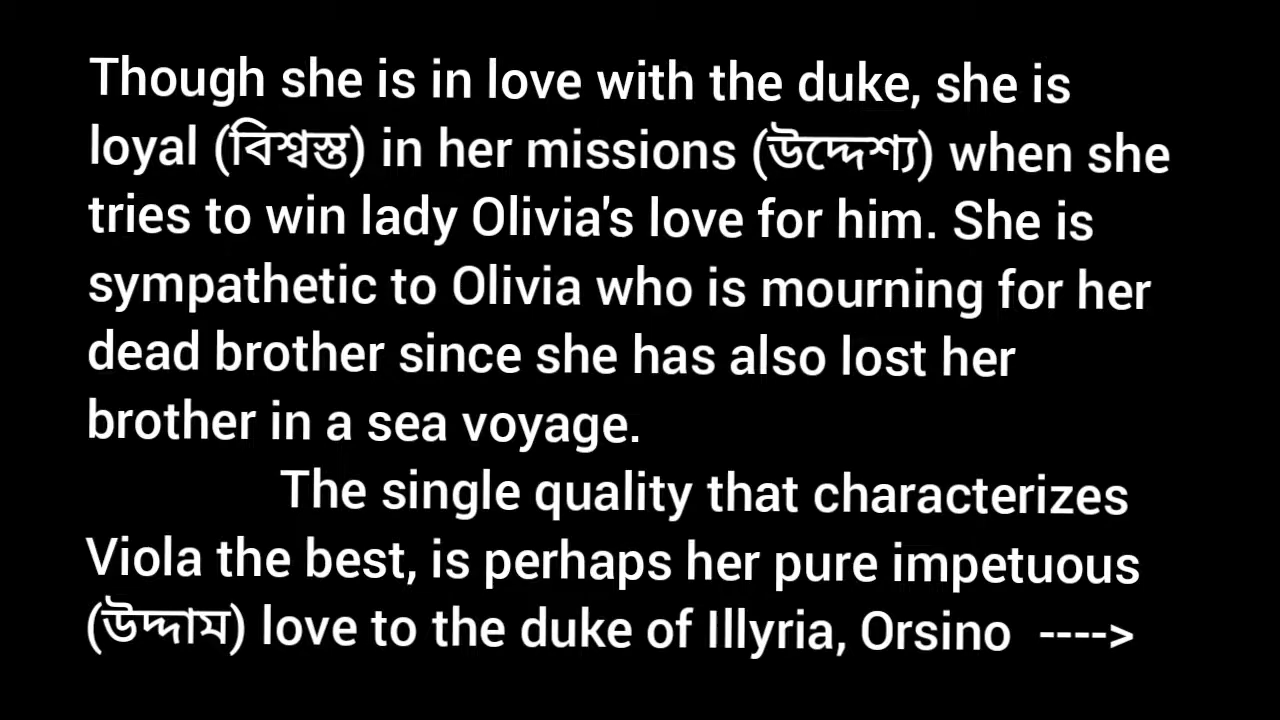 Though she is in love with the duke, she is
loyal (বিশ্বস্ত) in her missions (উদ্দেশ্য) when she
tries to win lady Olivia's love for him. She is
sympathetic to Olivia who is mourning for her
dead brother since she has also lost her
brother in a sea voyage.
The single quality that characterizes
Viola the best, is perhaps her pure impetuous
(উদ্দাম) love to the duke of Illyria, Orsino ---->